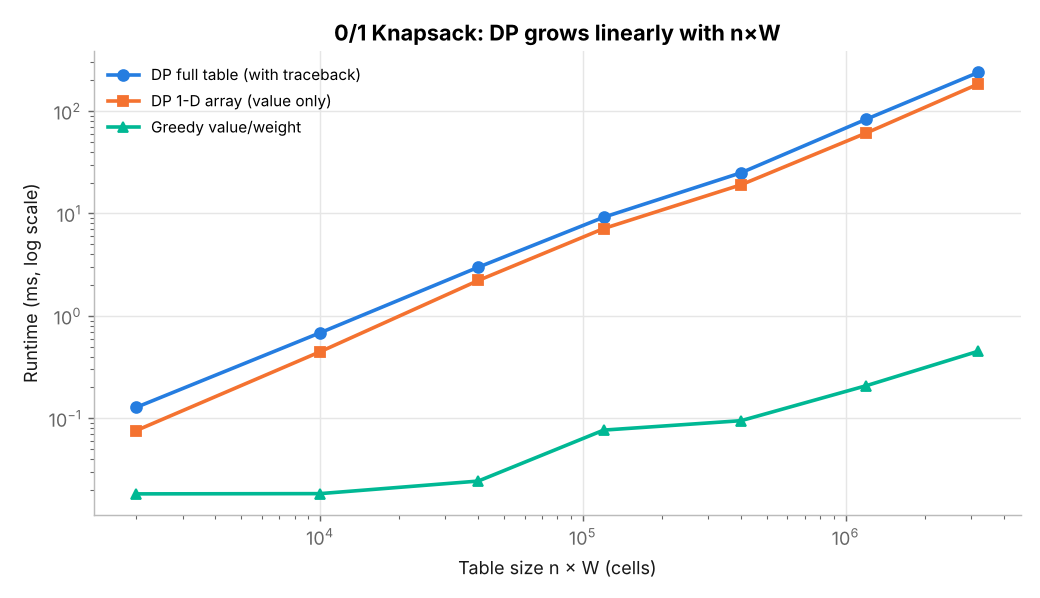 0/1 Knapsack: DP grows linearly with n×W
DP full table (with traceback)
DP 1-D array (value only)
Greedy value/weight
Runtime (ms, log scale)
10²
10¹
10⁰
10⁻¹
10⁴ 10⁵ 10⁶
Table size n × W (cells)